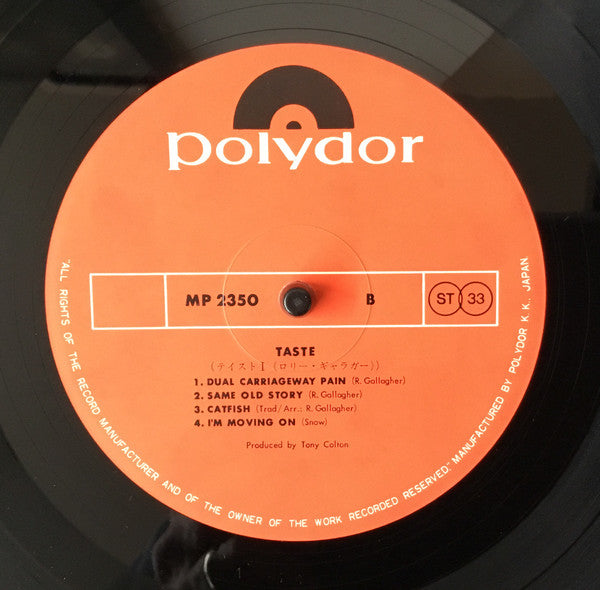 polydor
MP 2350 B ST 33
TASTE
(テイストI (ロリー・ギャラガー))
1. DUAL CARRIAGEWAY PAIN (R. Gallagher)
2. SAME OLD STORY (R. Gallagher)
3. CATFISH (Trad/Arr.: R. Gallagher)
4. I'M MOVING ON (Snow)
Produced by Tony Colton
"ALL RIGHTS OF THE RECORD MANUFACTURER AND OF THE OWNER OF THE WORK RECORDED RESERVED." MANUFACTURED BY POLYDOR K.K. JAPAN.